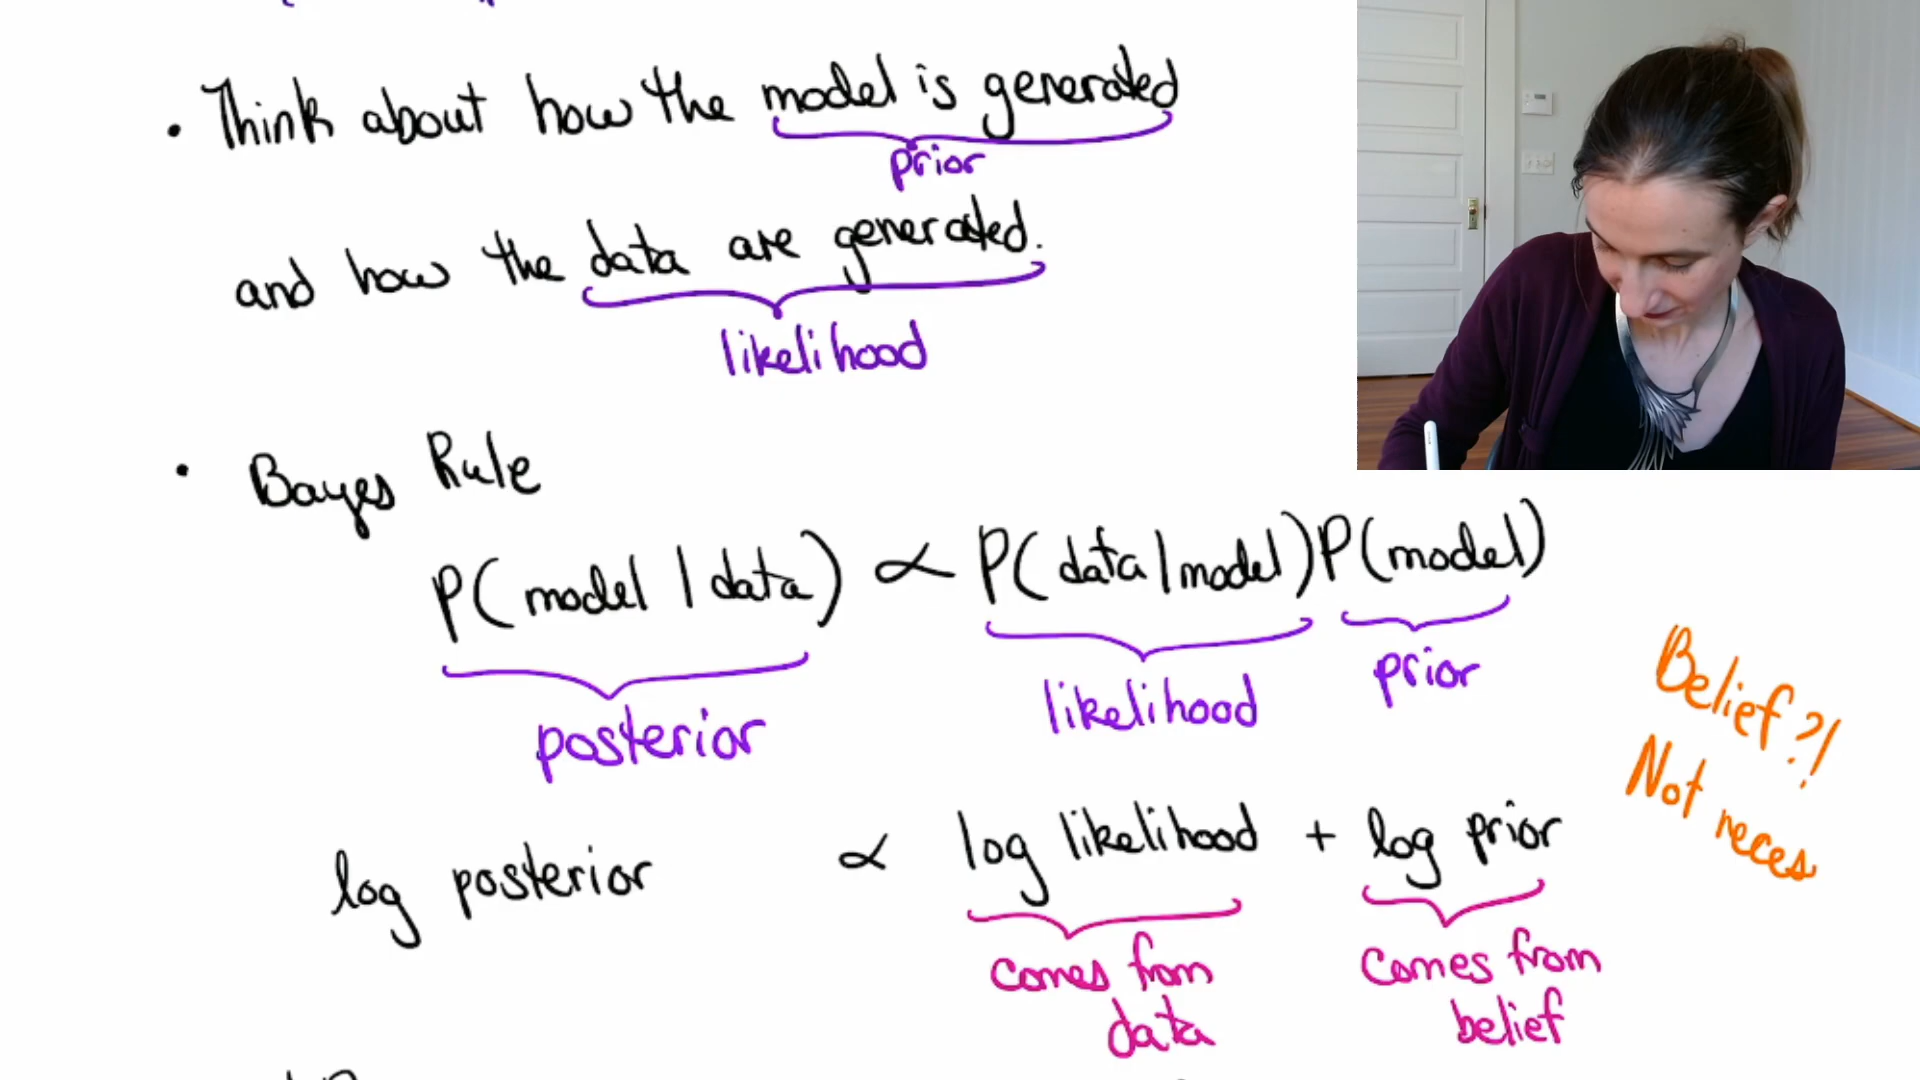 • Think about how the model is generated
prior
and how the data are generated.
likelihood
• Bayes Rule
P(model | data) ∝ P(data | model) P(model)
posterior likelihood prior
Belief?!
Not neces
log posterior ∝ log likelihood + log prior
comes from data
comes from belief